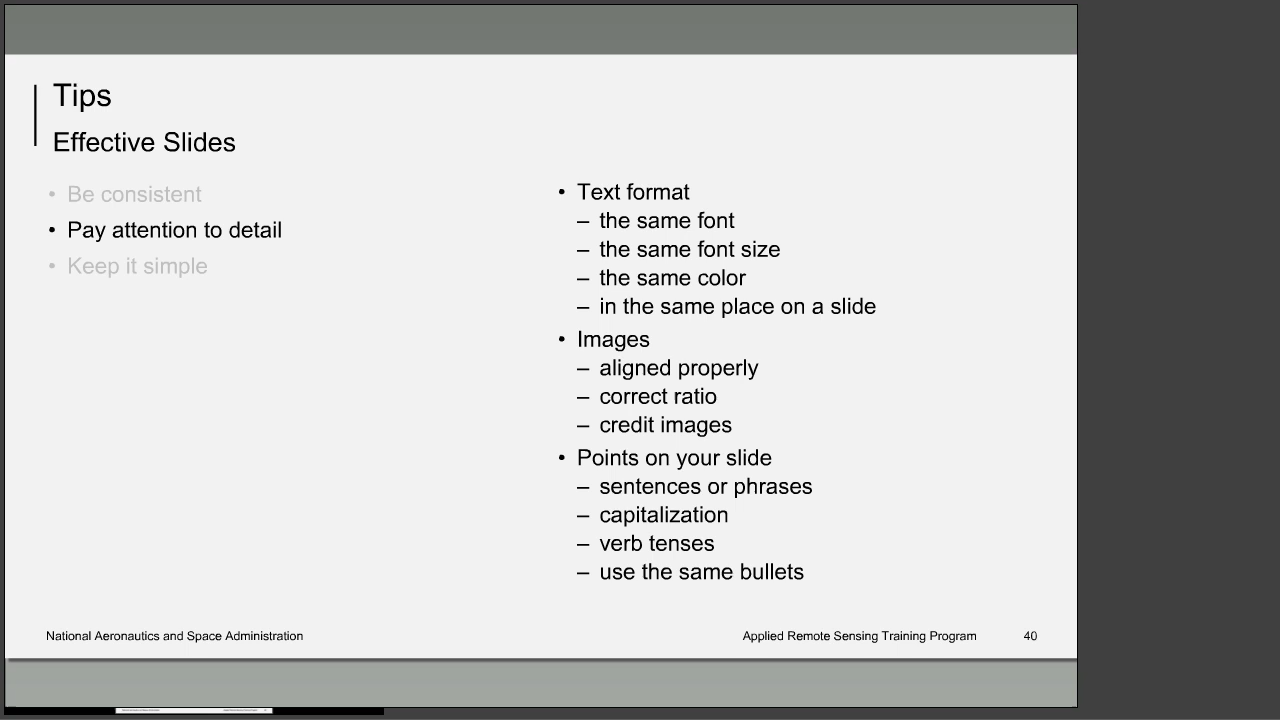 Tips
Effective Slides
• Be consistent
• Pay attention to detail
• Keep it simple
• Text format
– the same font
– the same font size
– the same color
– in the same place on a slide
• Images
– aligned properly
– correct ratio
– credit images
• Points on your slide
– sentences or phrases
– capitalization
– verb tenses
– use the same bullets
National Aeronautics and Space Administration
Applied Remote Sensing Training Program
40